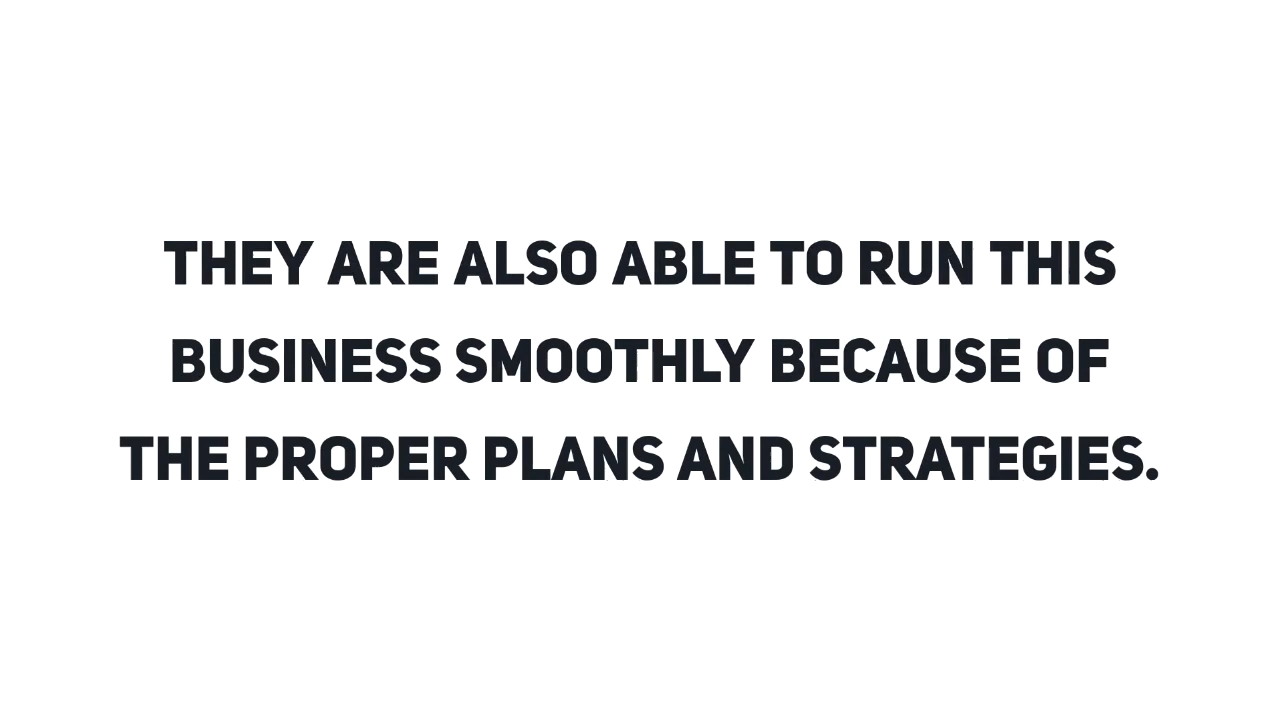 THEY ARE ALSO ABLE TO RUN THIS
BUSINESS SMOOTHLY BECAUSE OF
THE PROPER PLANS AND STRATEGIES.